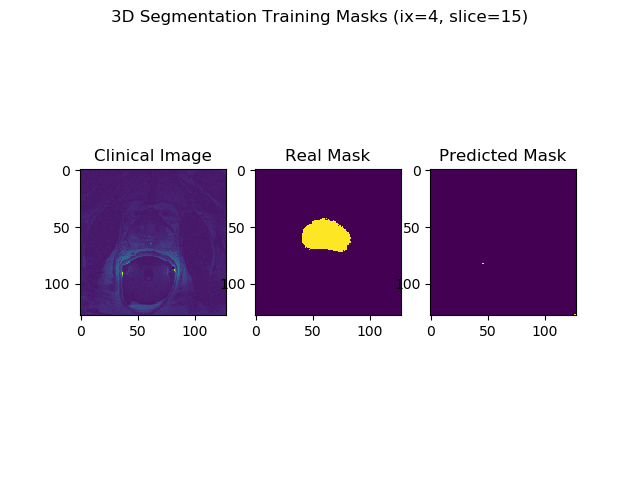 3D Segmentation Training Masks (ix=4, slice=15)
Clinical Image Real Mask Predicted Mask
0 0 0
50 50 50
100 100 100
0 50 100 0 50 100 0 50 100